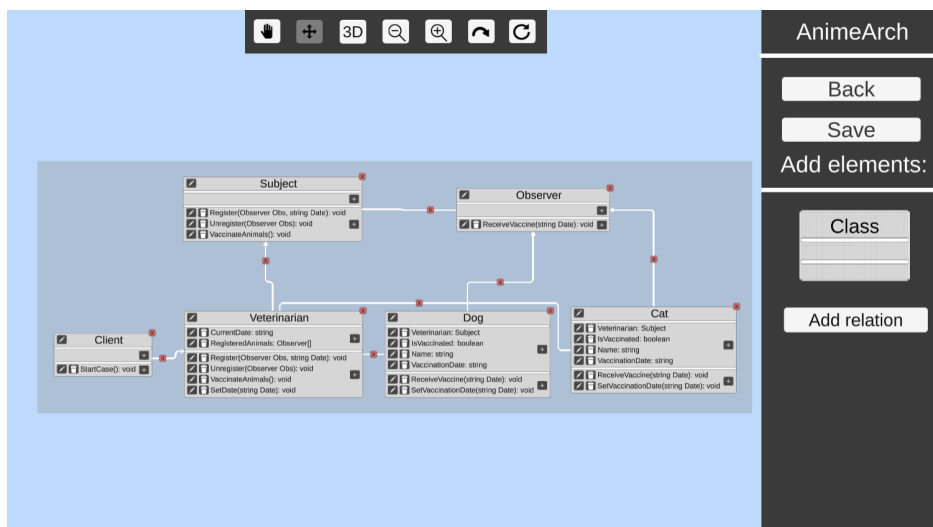 3D
AnimeArch
Back
Save
Add elements:
Class
Add relation
Subject
Register(Observer Obs, string Date): void
Unregister(Observer Obs): void
VaccinateAnimals(): void
Observer
ReceiveVaccine(string Date): void
Client
StartCase(): void
Veterinarian
CurrentDate: string
RegisteredAnimals: Observer[]
Register(Observer Obs, string Date): void
Unregister(Observer Obs): void
VaccinateAnimals(): void
SetDate(string Date): void
Dog
Veterinarian: Subject
IsVaccinated: boolean
Name: string
VaccinationDate: string
ReceiveVaccine(string Date): void
SetVaccinationDate(string Date): void
Cat
Veterinarian: Subject
IsVaccinated: boolean
Name: string
VaccinationDate: string
ReceiveVaccine(string Date): void
SetVaccinationDate(string Date): void